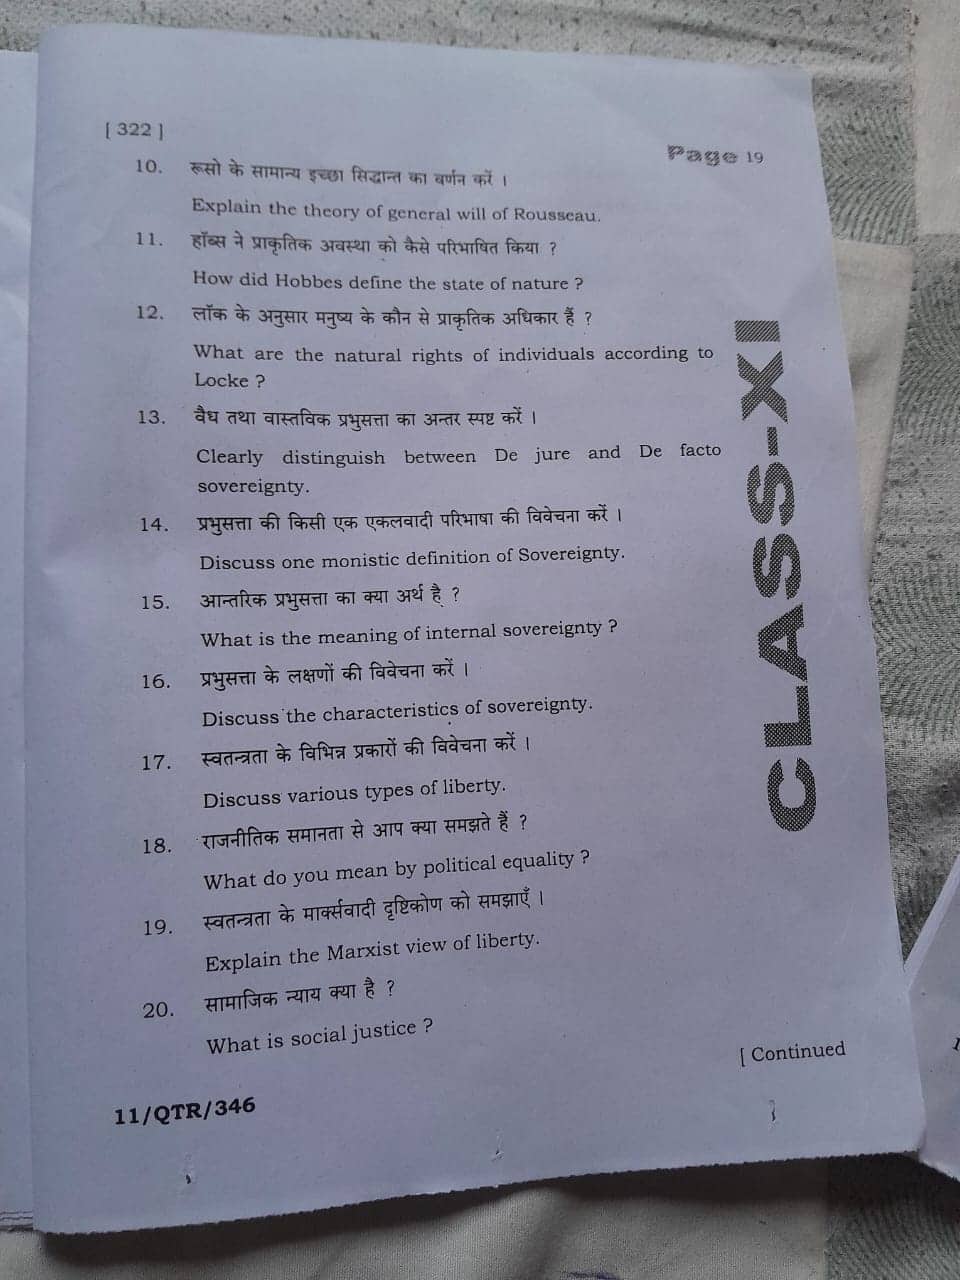 [ 322 ]
Page 19
10. रूसो के सामान्य इच्छा सिद्धान्त का वर्णन करें ।
Explain the theory of general will of Rousseau.
11. हॉब्स ने प्राकृतिक अवस्था को कैसे परिभाषित किया ?
How did Hobbes define the state of nature ?
12. लॉक के अनुसार मनुष्य के कौन से प्राकृतिक अधिकार हैं ?
What are the natural rights of individuals according to
Locke ?
13. वैध तथा वास्तविक प्रभुसत्ता का अन्तर स्पष्ट करें ।
Clearly distinguish between De jure and De facto
sovereignty.
14. प्रभुसत्ता की किसी एक एकलवादी परिभाषा की विवेचना करें ।
Discuss one monistic definition of Sovereignty.
15. आन्तरिक प्रभुसत्ता का क्या अर्थ है ?
What is the meaning of internal sovereignty ?
16. प्रभुसत्ता के लक्षणों की विवेचना करें ।
Discuss the characteristics of sovereignty.
17. स्वतन्त्रता के विभिन्न प्रकारों की विवेचना करें ।
Discuss various types of liberty.
18. राजनीतिक समानता से आप क्या समझते हैं ?
What do you mean by political equality ?
19. स्वतन्त्रता के मार्क्सवादी दृष्टिकोण को समझाएँ ।
Explain the Marxist view of liberty.
20. सामाजिक न्याय क्या है ?
What is social justice ?
[ Continued
11/QTR/346
CLASS-XI